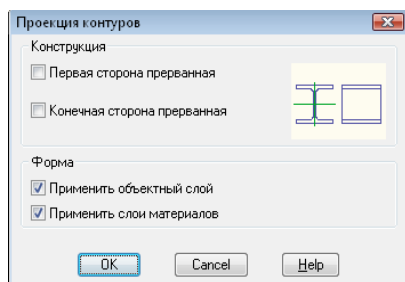 Проекция контуров
Конструкция
Первая сторона прерванная
Конечная сторона прерванная
Форма
Применить объектный слой
Применить слои материалов
OK
Cancel
Help